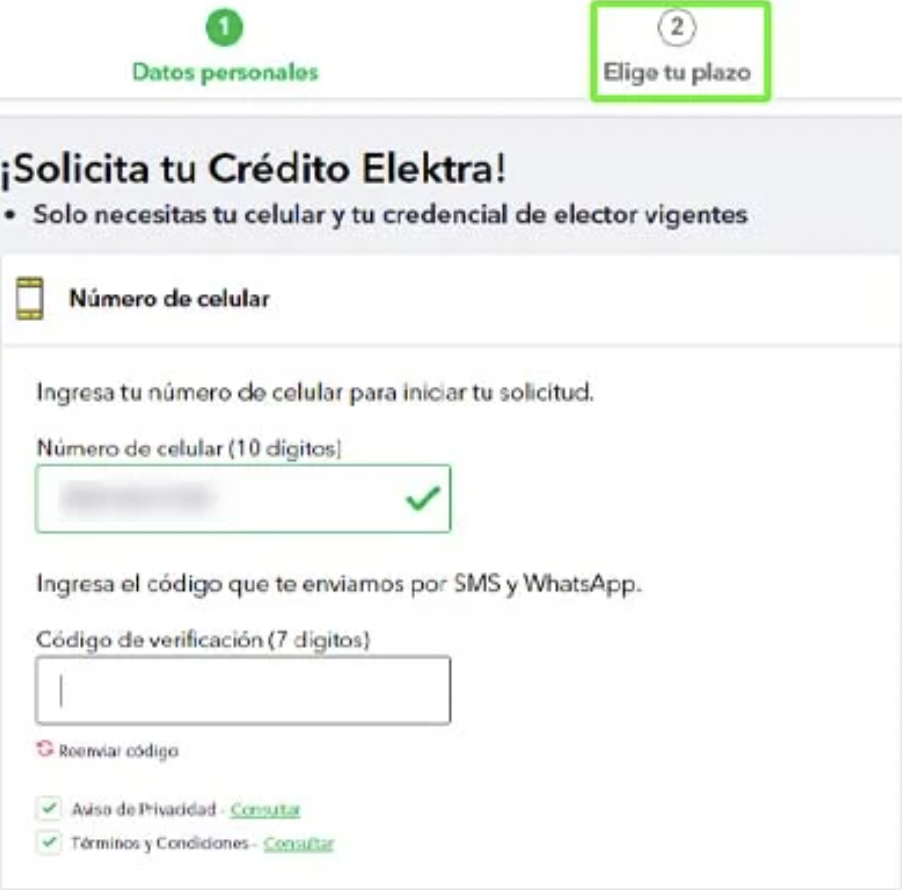 1
Datos personales
2
Elige tu plazo
¡Solicita tu Crédito Elektra!
• Solo necesitas tu celular y tu credencial de elector vigentes
Número de celular
Ingresa tu número de celular para iniciar tu solicitud.
Número de celular (10 dígitos)
Ingresa el código que te enviamos por SMS y WhatsApp.
Código de verificación (7 dígitos)
Reenviar código
Aviso de Privacidad - Consultar
Términos y Condiciones - Consultar